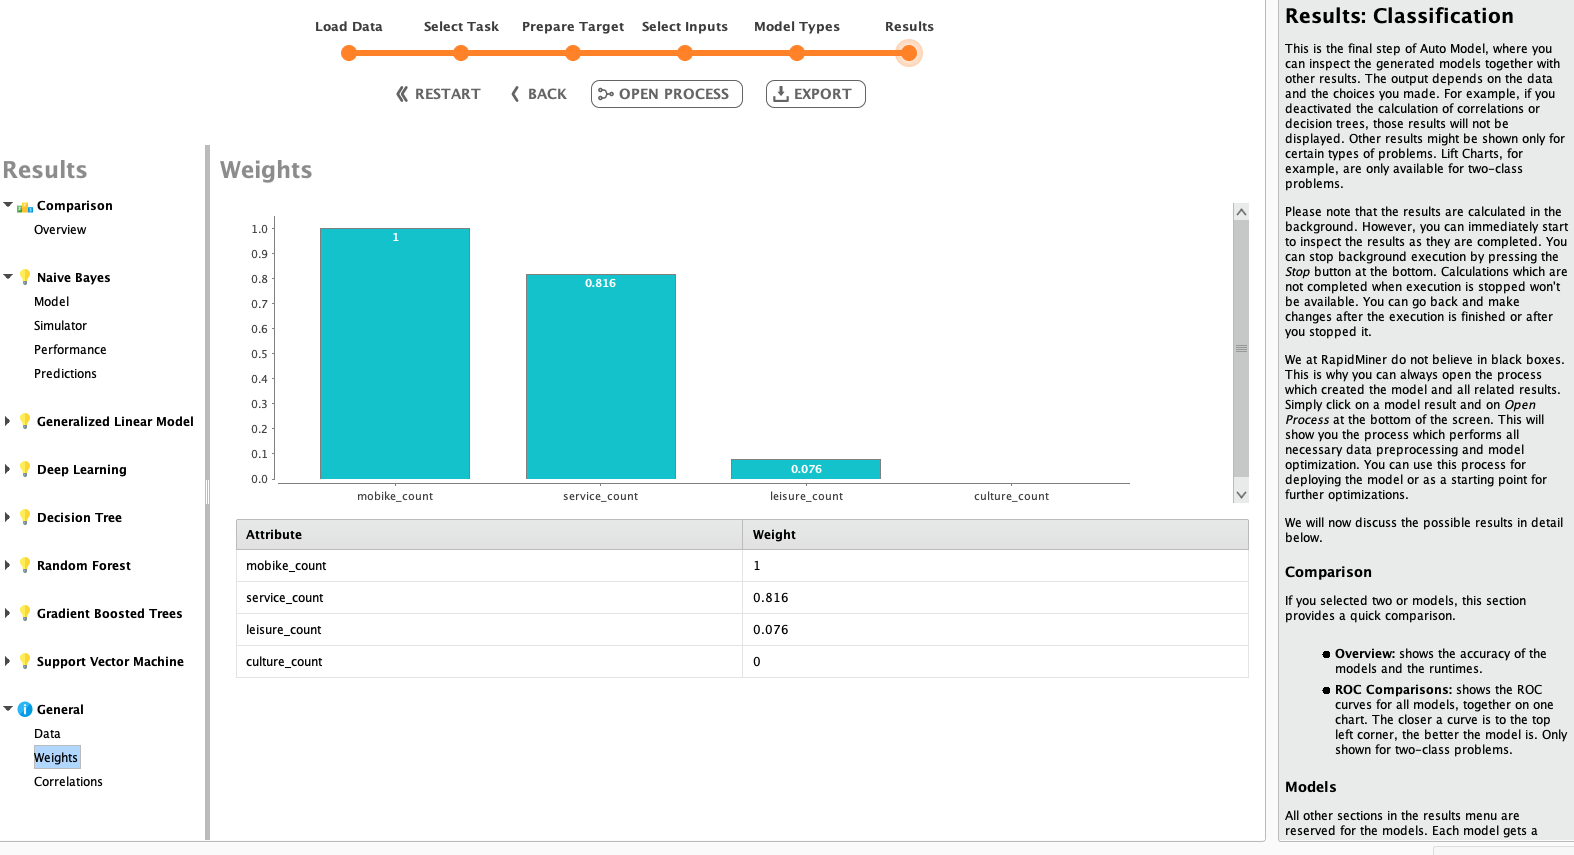 Load Data Select Task Prepare Target Select Inputs Model Types Results
RESTART BACK OPEN PROCESS EXPORT
Results
Comparison
Overview
Naive Bayes
Model
Simulator
Performance
Predictions
Generalized Linear Model
Deep Learning
Decision Tree
Random Forest
Gradient Boosted Trees
Support Vector Machine
General
Data
Weights
Correlations
Weights
1.0
0.9
0.8
0.7
0.6
0.5
0.4
0.3
0.2
0.1
0.0
1
0.816
0.076
mobike_count service_count leisure_count culture_count
Attribute Weight
mobike_count 1
service_count 0.816
leisure_count 0.076
culture_count 0
Results: Classification
This is the final step of Auto Model, where you
can inspect the generated models together with
other results. The output depends on the data
and the choices you made. For example, if you
deactivated the calculation of correlations or
decision trees, those results will not be
displayed. Other results might be shown only for
certain types of problems. Lift Charts, for
example, are only available for two-class
problems.
Please note that the results are calculated in the
background. However, you can immediately start
to inspect the results as they are completed. You
can stop background execution by pressing the
Stop button at the bottom. Calculations which are
not completed when execution is stopped won't
be available. You can go back and make
changes after the execution is finished or after
you stopped it.
We at RapidMiner do not believe in black boxes.
This is why you can always open the process
which created the model and all related results.
Simply click on a model result and on Open
Process at the bottom of the screen. This will
show you the process which performs all
necessary data preprocessing and model
optimization. You can use this process for
deploying the model or as a starting point for
further optimizations.
We will now discuss the possible results in detail
below.
Comparison
If you selected two or models, this section
provides a quick comparison.
● Overview: shows the accuracy of the
models and the runtimes.
● ROC Comparisons: shows the ROC
curves for all models, together on one
chart. The closer a curve is to the top
left corner, the better the model is. Only
shown for two-class problems.
Models
All other sections in the results menu are
reserved for the models. Each model gets a